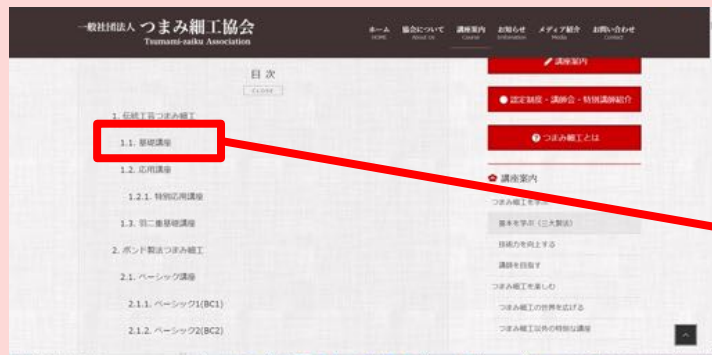 一般社団法人 つまみ細工協会
Tsumami-zaiku Association
ホーム 協会について 講座案内 お知らせ メディア紹介 お問い合わせ
HOME About Us Course Information Media Contact
目次
CLOSE
1. 伝統工芸つまみ細工
1.1. 基礎講座
1.2. 応用講座
1.2.1. 特別応用講座
1.3. 羽二重基礎講座
2. ボンド製法つまみ細工
2.1. ベーシック講座
2.1.1. ベーシック1(BC1)
2.1.2. ベーシック2(BC2)
講座案内
認定制度・講師会・特別講師紹介
つまみ細工とは
講座案内
つまみ細工を学ぶ
基本を学ぶ(三大製法)
技術力を向上する
講師を目指す
つまみ細工を楽しむ
つまみ細工の世界を広げる
つまみ細工以外の特別な講座